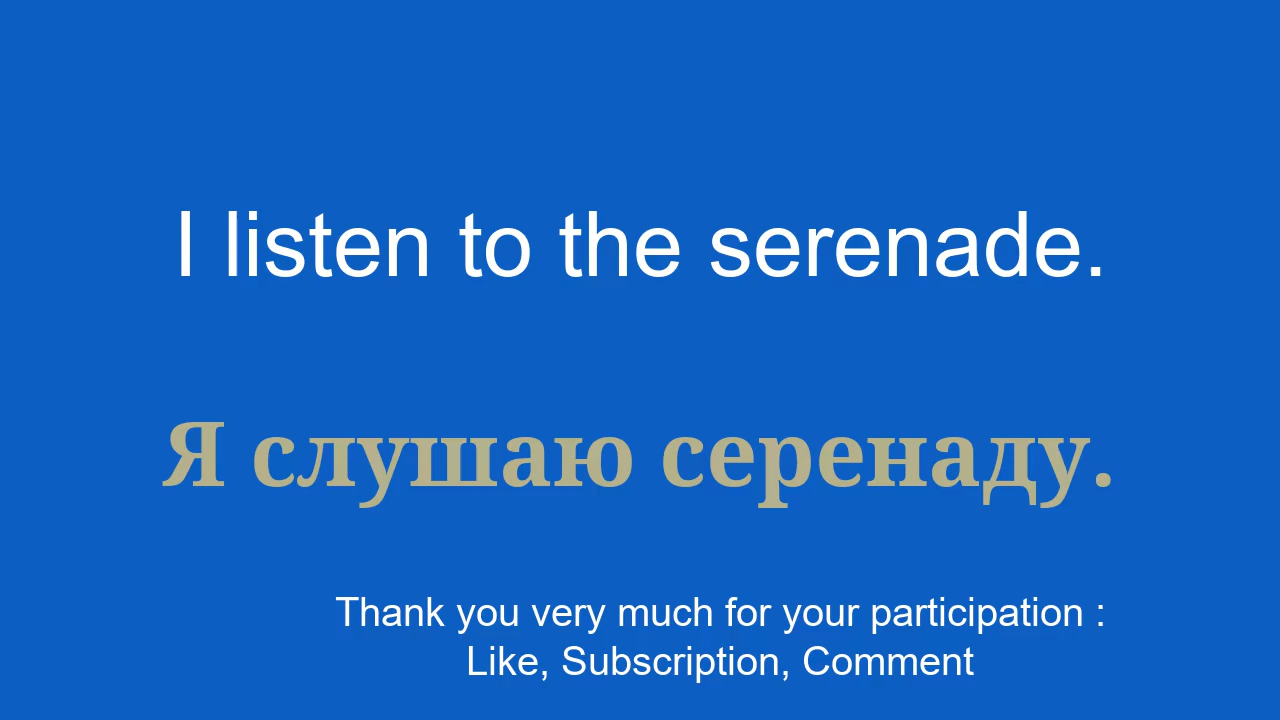 I listen to the serenade.
Я слушаю серенаду.
Thank you very much for your participation :
Like, Subscription, Comment